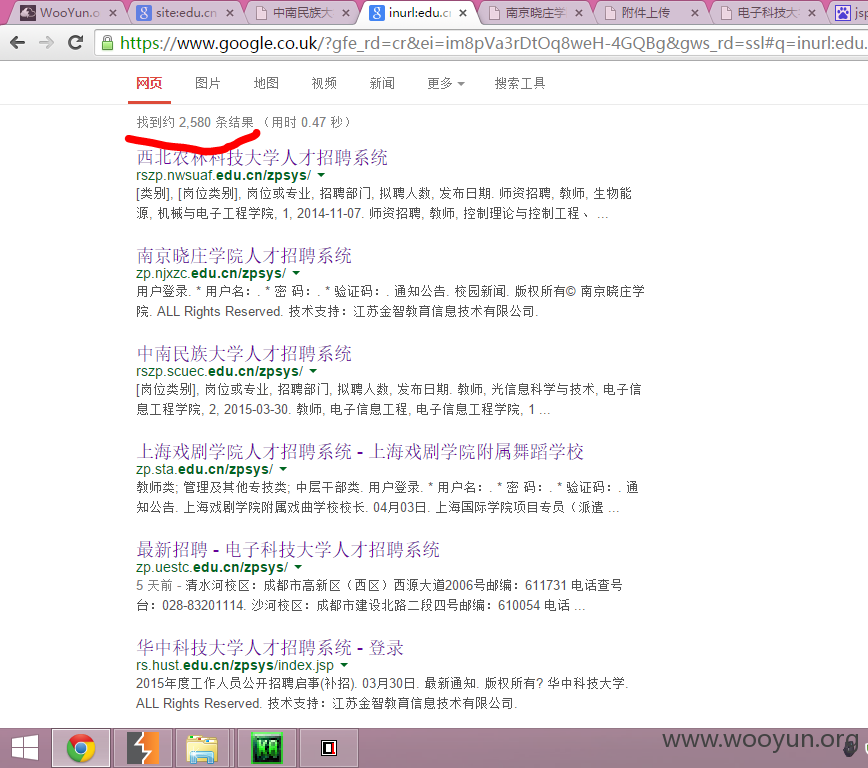 WooYun.o
site:edu.cn
中南民族大
inurl:edu.c
南京晓庄学
附件上传
电子科技大
jsp
https://www.google.co.uk/?gfe_rd=cr&ei=im8pVa3rDtOq8weH-4GQBg&gws_rd=ssl#q=inurl:edu.
网页 图片 地图 视频 新闻 更多 搜索工具
找到约 2,580 条结果 （用时 0.47 秒）
西北农林科技大学人才招聘系统
rszp.nwsuaf.edu.cn/zpsys/
[类别], [岗位类别], 岗位或专业, 招聘部门, 拟聘人数, 发布日期. 师资招聘, 教师, 生物能
源, 机械与电子工程学院, 1, 2014-11-07. 师资招聘, 教师, 控制理论与控制工程、 ...
南京晓庄学院人才招聘系统
zp.njxzc.edu.cn/zpsys/
用户登录. * 用户名：. * 密 码：. * 验证码：. 通知公告. 校园新闻. 版权所有© 南京晓庄学
院. ALL Rights Reserved. 技术支持：江苏金智教育信息技术有限公司.
中南民族大学人才招聘系统
rszp.scuec.edu.cn/zpsys/
[岗位类别], 岗位或专业, 招聘部门, 拟聘人数, 发布日期. 教师, 光信息科学与技术, 电子信
息工程学院, 2, 2015-03-30. 教师, 电子信息工程, 电子信息工程学院, 1 ...
上海戏剧学院人才招聘系统 - 上海戏剧学院附属舞蹈学校
zp.sta.edu.cn/zpsys/
教师类; 管理及其他专技类; 中层干部类. 用户登录. * 用户名：. * 密 码：. * 验证码：. 通
知公告. 上海戏剧学院附属戏曲学校校长. 04月03日. 上海国际学院项目专员（派遣 ...
最新招聘 - 电子科技大学人才招聘系统
zp.uestc.edu.cn/zpsys/
5 天前 - 清水河校区：成都市高新区（西区）西源大道2006号邮编：611731 电话查号
台：028-83201114. 沙河校区：成都市建设北路二段四号邮编：610054 电话 ...
华中科技大学人才招聘系统 - 登录
rs.hust.edu.cn/zpsys/index.jsp
2015年度工作人员公开招聘启事(补招). 03月30日. 最新通知. 版权所有? 华中科技大学.
ALL Rights Reserved. 技术支持：江苏金智教育信息技术有限公司.
www.wooyun.org